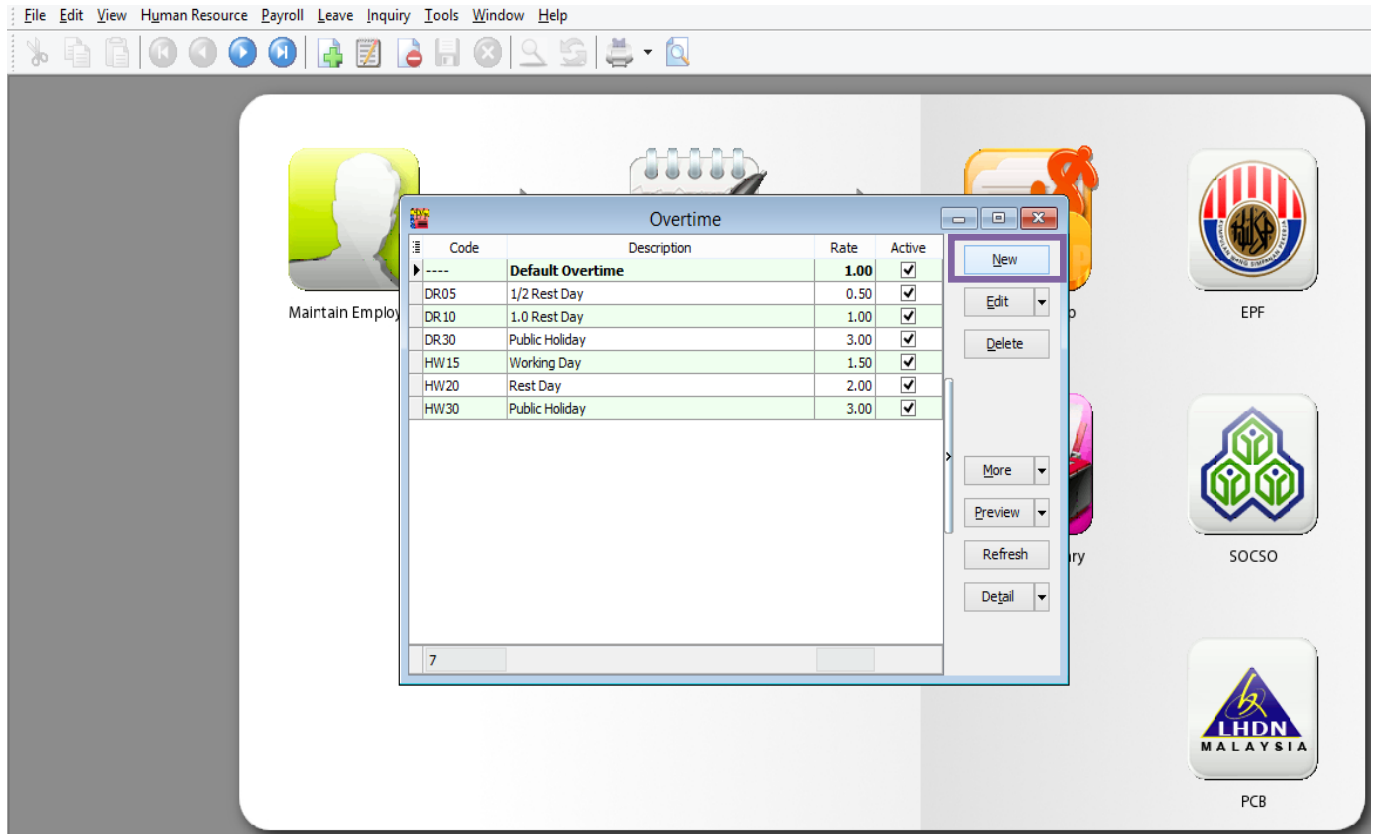 File Edit View Human Resource Payroll Leave Inquiry Tools Window Help
Overtime
Code Description Rate Active
---- Default Overtime 1.00
DR05 1/2 Rest Day 0.50
DR10 1.0 Rest Day 1.00
DR30 Public Holiday 3.00
HW15 Working Day 1.50
HW20 Rest Day 2.00
HW30 Public Holiday 3.00
7
New
Edit
Delete
More
Preview
Refresh
Detail
Maintain Employ
EPF
SOCSO
LHDN
MALAYSIA
PCB